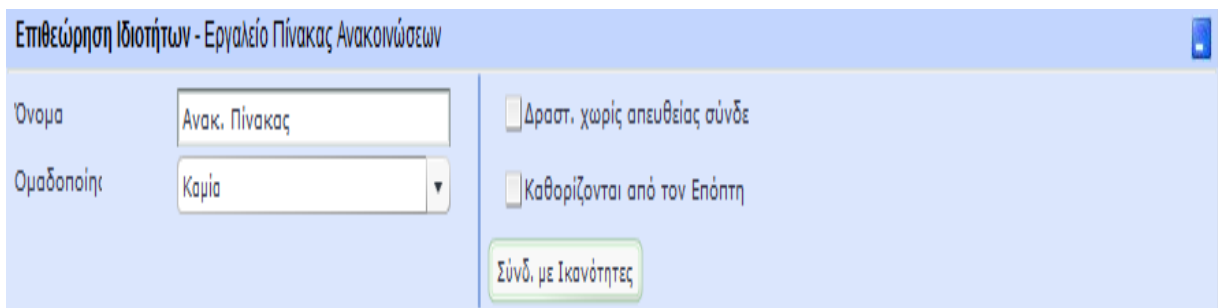 Επιθεώρηση Ιδιοτήτων - Εργαλείο Πίνακας Ανακοινώσεων
Όνομα
Ανακ. Πίνακας
Ομαδοποίης
Καμία
Δραστ. χωρίς απευθείας σύνδε
Καθορίζονται από τον Επόπτη
Σύνδ. με Ικανότητες